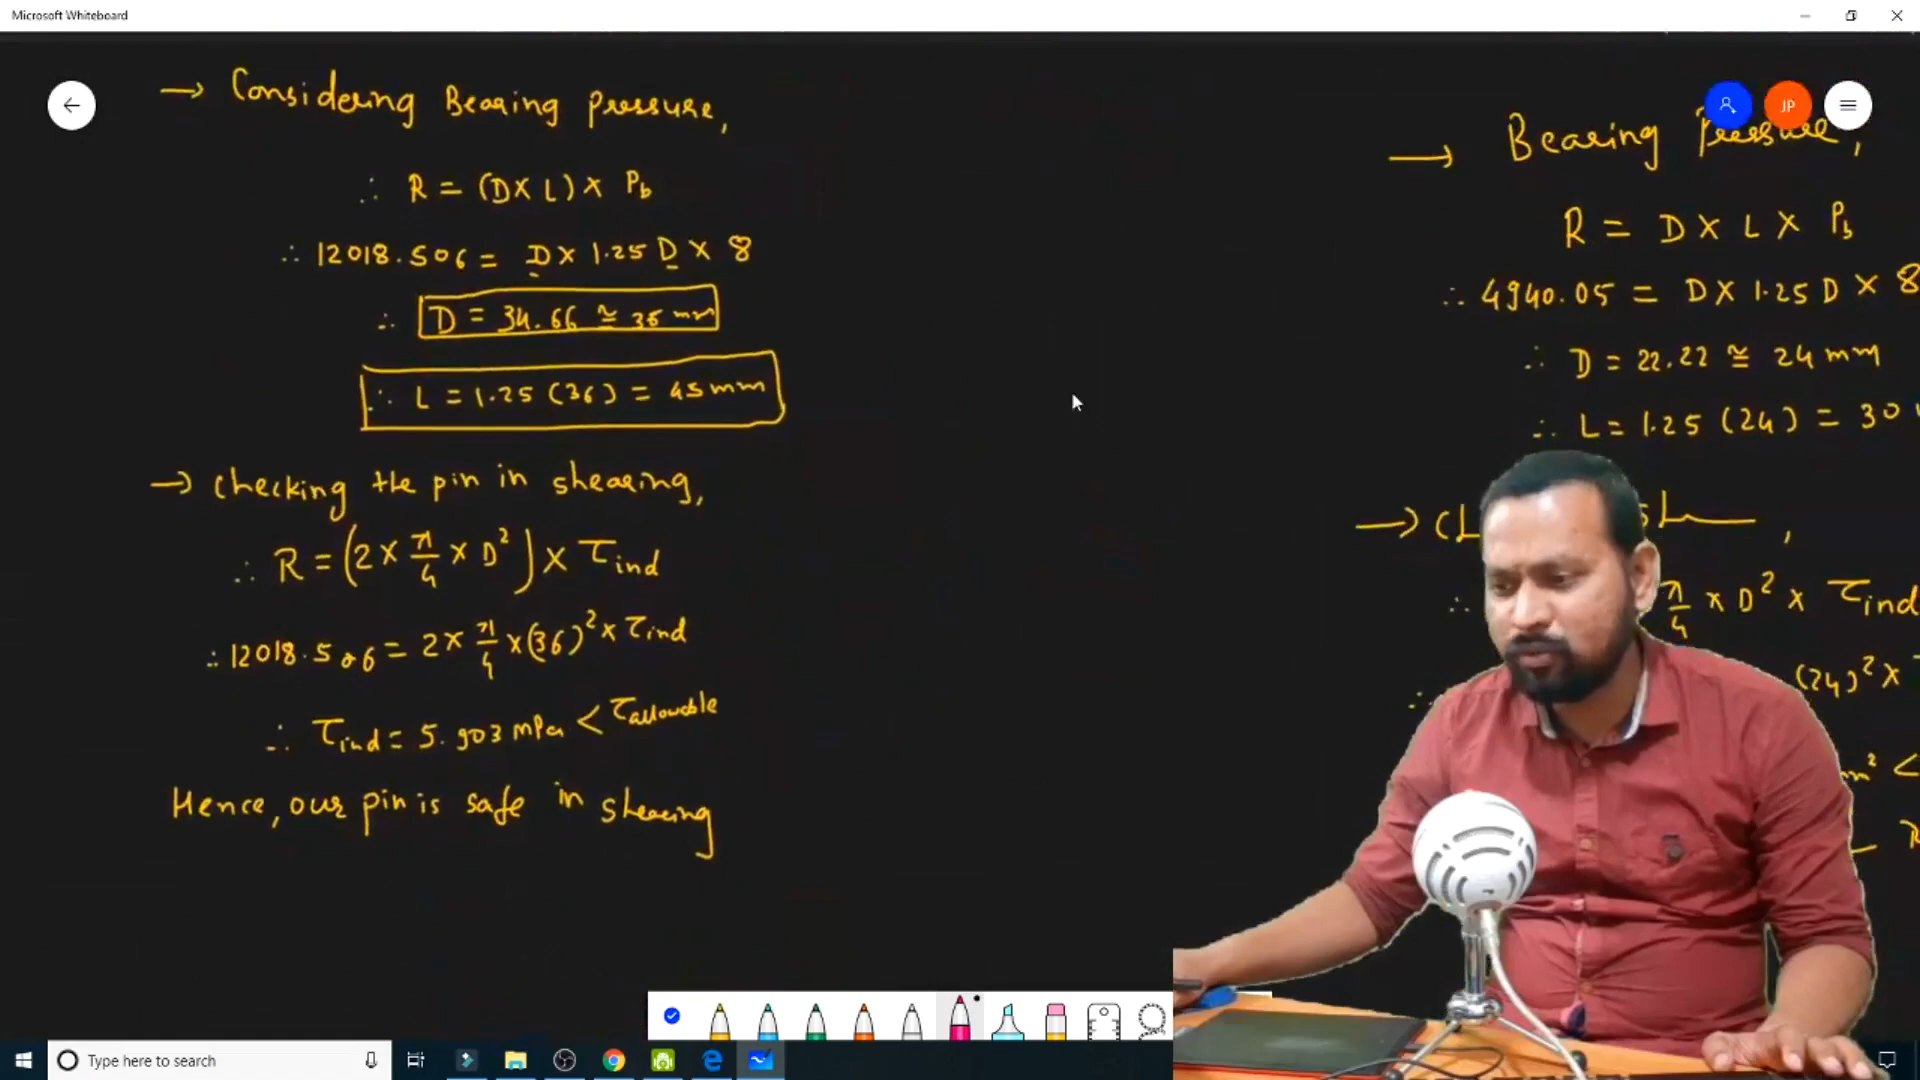 Microsoft Whiteboard
→ Considering Bearing Pressure,
∴ R = (D × L) × Pb
∴ 12018.506 = D × 1.25 D × 8
∴ D = 34.66 ≅ 36 mm
∴ L = 1.25 (36) = 45 mm
→ Checking the pin in shearing,
∴ R = (2 × π/4 × D²) × τind
∴ 12018.506 = 2 × π/4 × (36)² × τind
∴ τind = 5.903 mPa < τallowable
Hence, our pin is safe in shearing
JP
→ Bearing Pressure,
R = D × L × Pb
∴ 4940.05 = D × 1.25 D × 8
∴ D = 22.22 ≅ 24 mm
∴ L = 1.25 (24) = 30
∴ π/4 × D² × τind
∴ (24)² ×
<
Type here to search